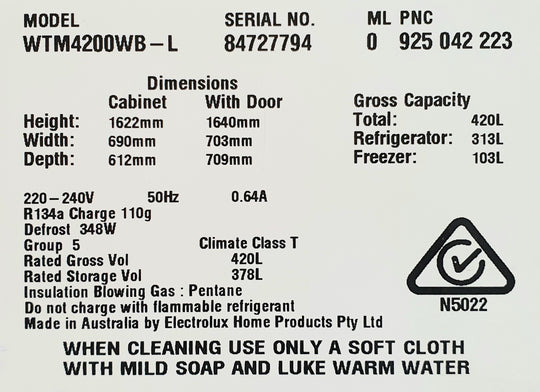 MODEL SERIAL NO. ML PNC
WTM4200WB-L 84727794 0 925 042 223
Dimensions
Cabinet With Door
Gross Capacity
Height: 1622mm 1640mm Total: 420L
Width: 690mm 703mm Refrigerator: 313L
Depth: 612mm 709mm Freezer: 103L
220-240V 50Hz 0.64A
R134a Charge 110g
Defrost 348W
Group 5 Climate Class T
Rated Gross Vol 420L
Rated Storage Vol 378L
Insulation Blowing Gas : Pentane
Do not charge with flammable refrigerant
Made in Australia by Electrolux Home Products Pty Ltd
N5022
WHEN CLEANING USE ONLY A SOFT CLOTH
WITH MILD SOAP AND LUKE WARM WATER